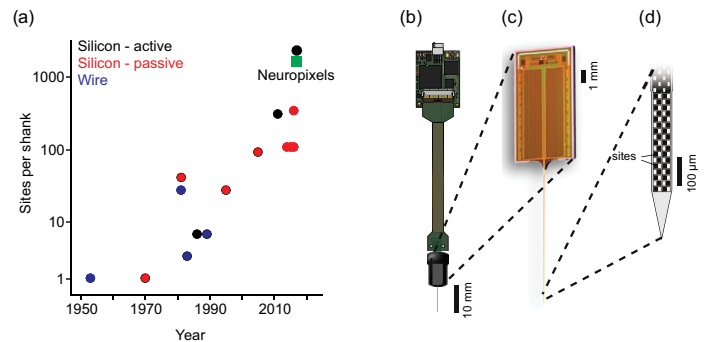 (a)
Silicon - active
Silicon - passive
Wire
Neuropixels
Sites per shank
1000
100
10
1
1950
1970
1990
2010
Year
(b)
10 mm
(c)
1 mm
(d)
sites
100 µm